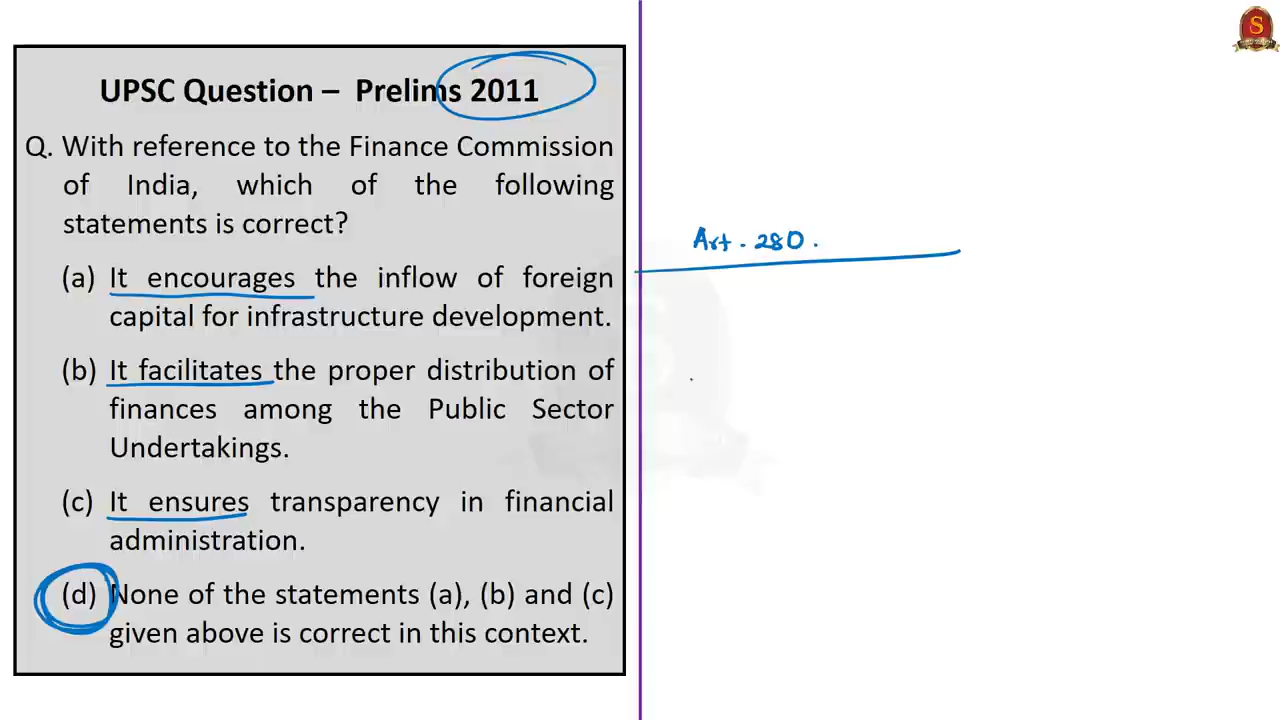 UPSC Question – Prelims 2011
Q. With reference to the Finance Commission
of India, which of the following
statements is correct?
(a) It encourages the inflow of foreign
capital for infrastructure development.
(b) It facilitates the proper distribution of
finances among the Public Sector
Undertakings.
(c) It ensures transparency in financial
administration.
(d) None of the statements (a), (b) and (c)
given above is correct in this context.
Art. 280.
S